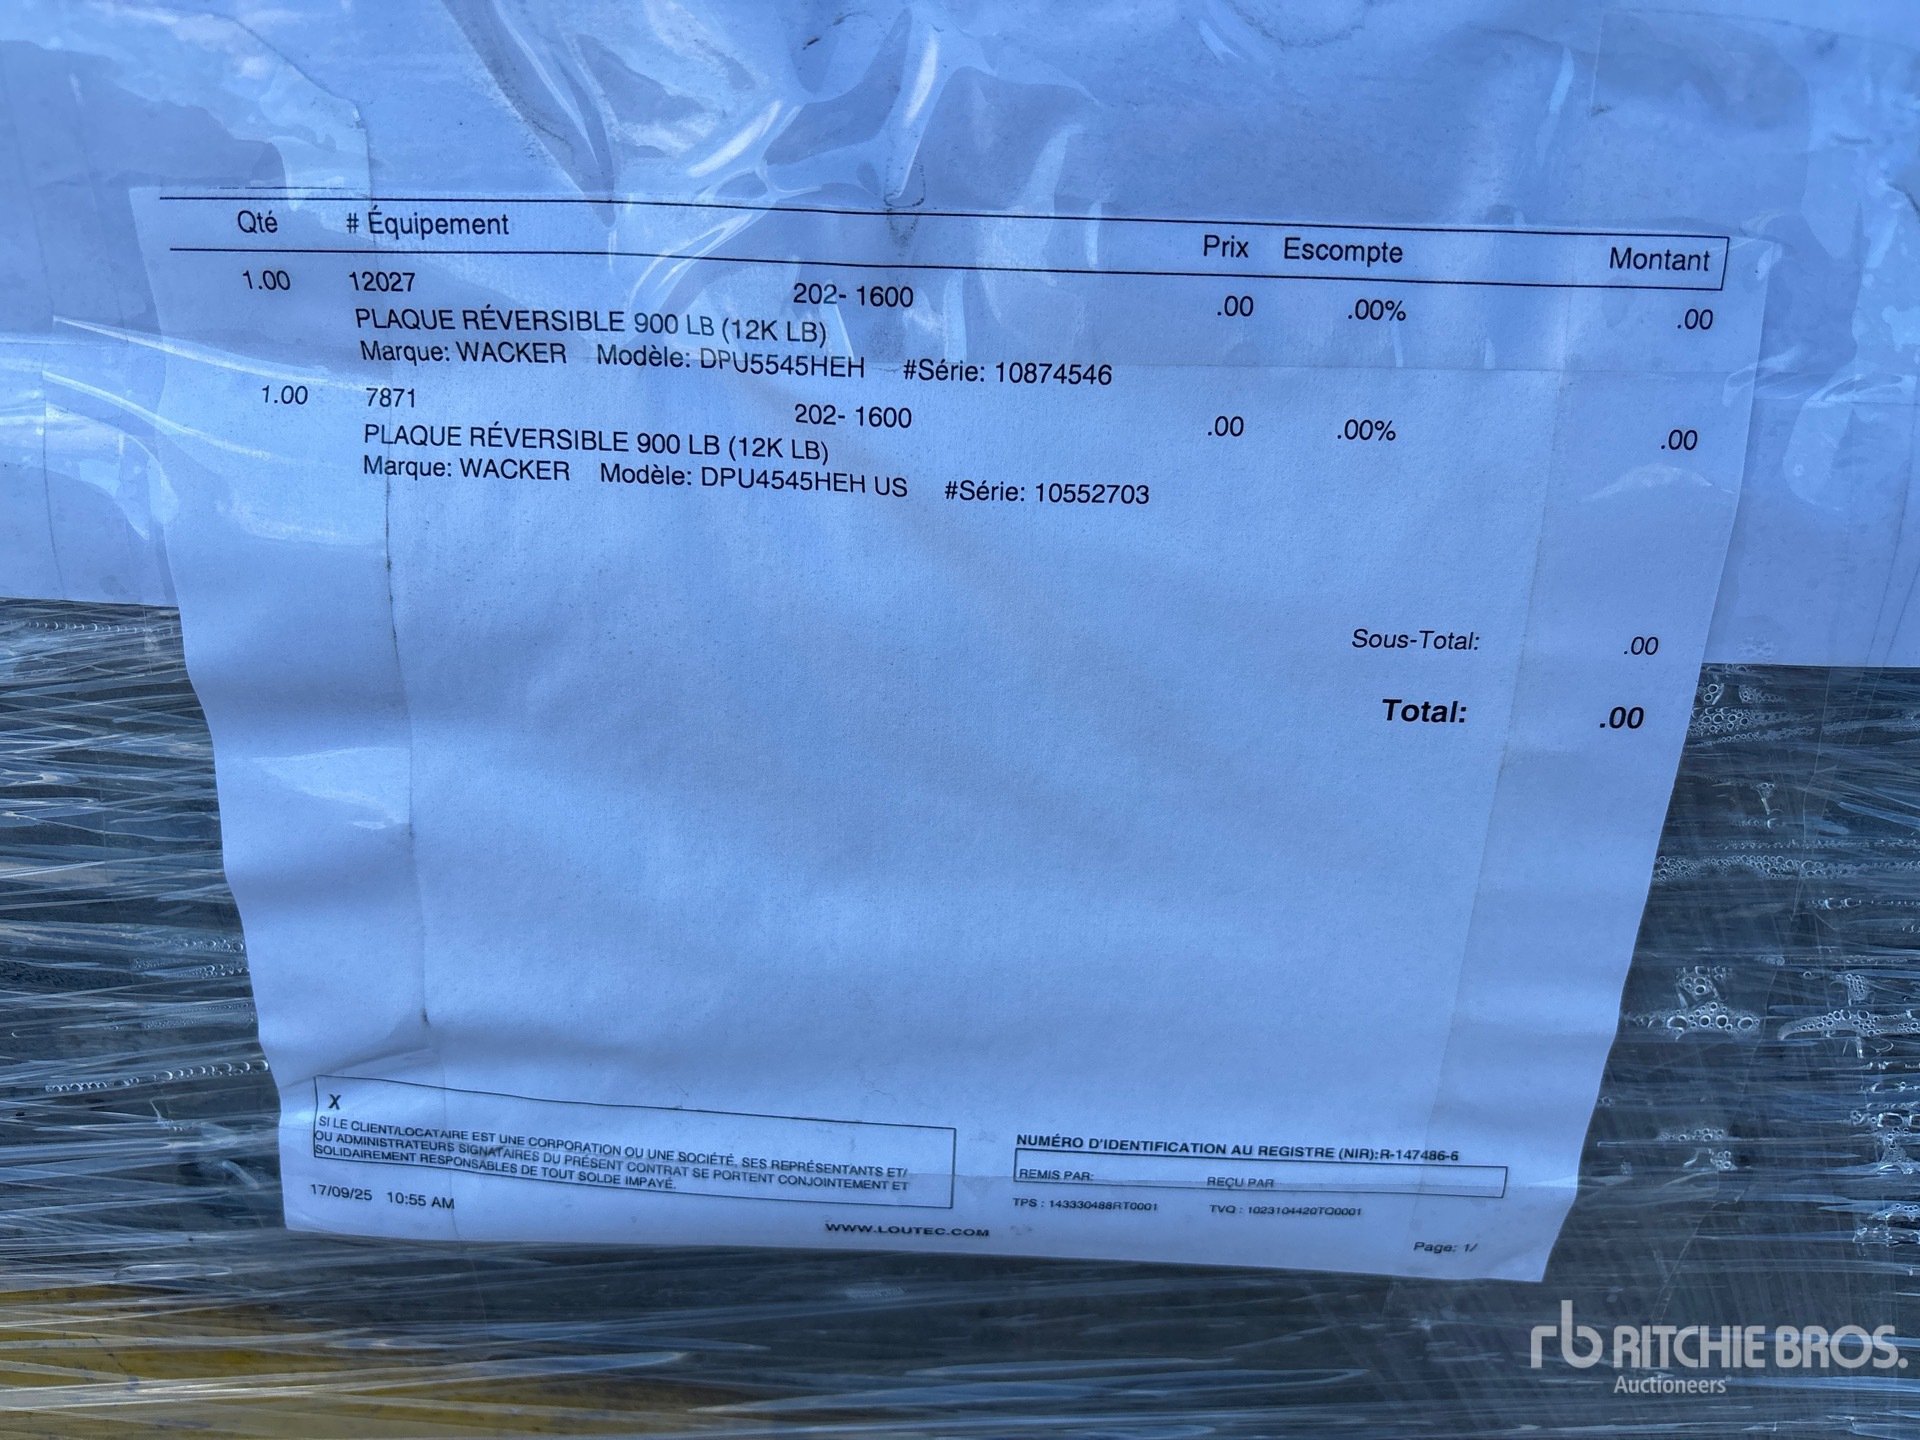 Qté # Équipement Prix Escompte Montant
1.00 12027 202- 1600 .00 .00% .00
PLAQUE RÉVERSIBLE 900 LB (12K LB)
Marque: WACKER Modèle: DPU5545HEH #Série: 10874546
1.00 7871 202- 1600 .00 .00% .00
PLAQUE RÉVERSIBLE 900 LB (12K LB)
Marque: WACKER Modèle: DPU4545HEH US #Série: 10552703
Sous-Total: .00
Total: .00
X
SI LE CLIENT/LOCATAIRE EST UNE CORPORATION OU UNE SOCIÉTÉ, SES REPRÉSENTANTS ET/
OU ADMINISTRATEURS SIGNATAIRES DU PRÉSENT CONTRAT SE PORTENT CONJOINTEMENT ET
SOLIDAIREMENT RESPONSABLES DE TOUT SOLDE IMPAYÉ.
NUMÉRO D'IDENTIFICATION AU REGISTRE (NIR):R-147486-6
REMIS PAR: REÇU PAR
17/09/25 10:55 AM
TPS : 143330488RT0001 TVQ : 1023104420TQ0001
WWW.LOUTEC.COM
Page: 1/
rb RITCHIE BROS.
Auctioneers